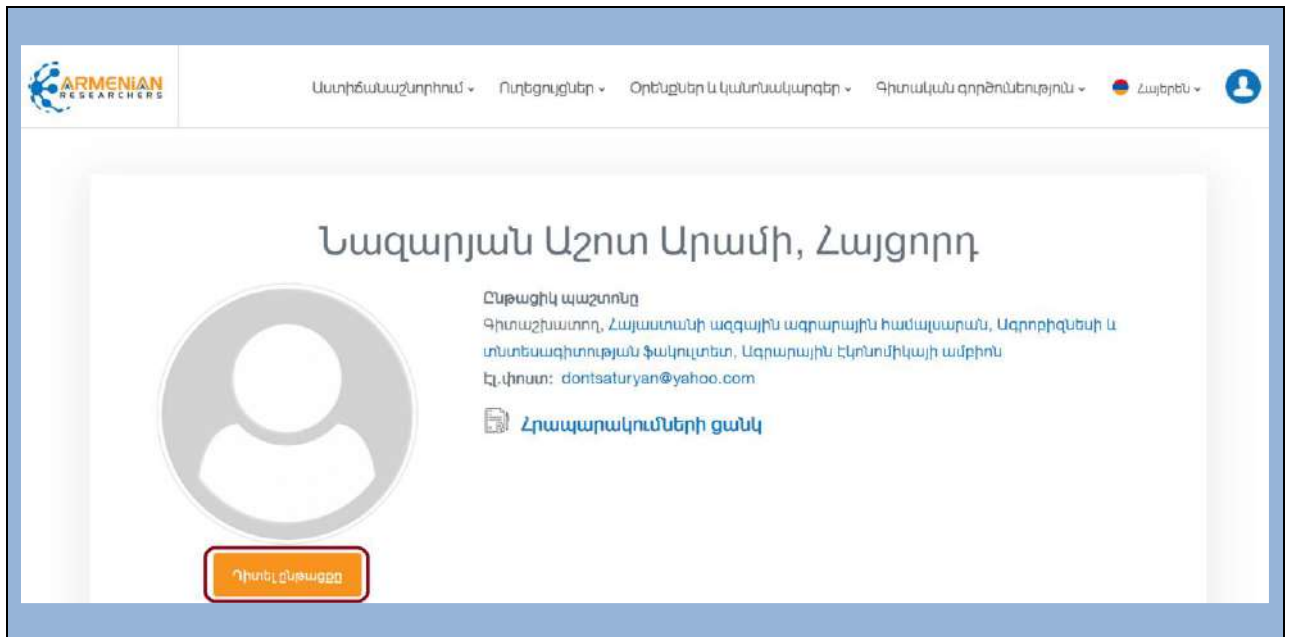 ARMENiAN
RESEARCHERS
Աստիճանաշնորհում
Ուղեցույցներ
Օրենքներ և կանոնակարգեր
Գիտական գործունեություն
Հայերեն
Նազարյան Աշոտ Արամի, Հայցորդ
Ընթացիկ պաշտոնը
Գիտաշխատող, Հայաստանի ազգային ագրարային համալսարան, Ագրոբիզնեսի և
տնտեսագիտության ֆակուլտետ, Ագրարային էկոնոմիկայի ամբիոն
Էլ.փոստ: dontsaturyan@yahoo.com
Հրապարակումների ցանկ
Դիտել ընթացքը